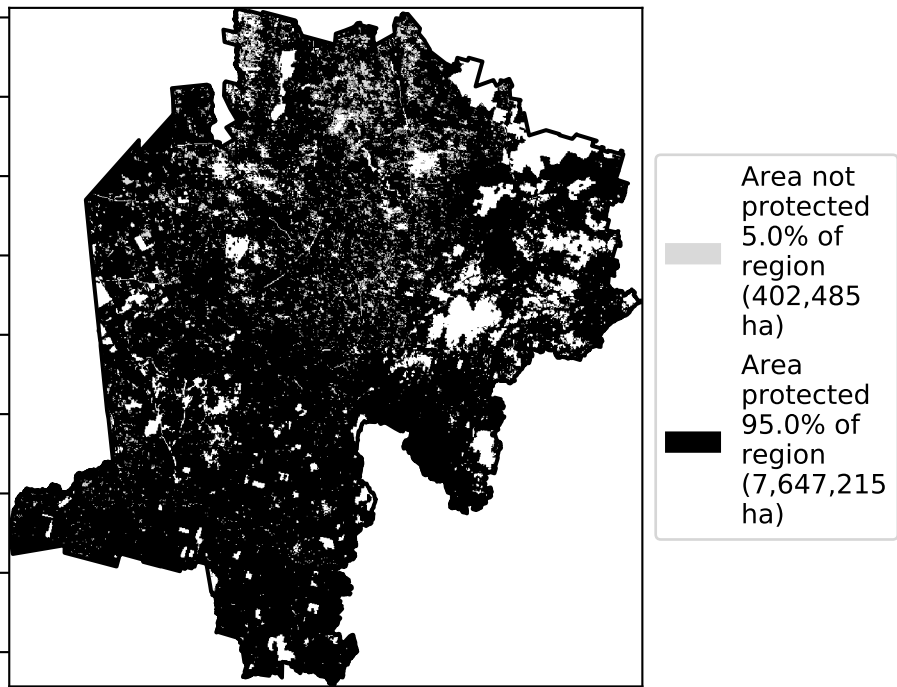 Area not
protected
5.0% of
region
(402,485
ha)
Area
protected
95.0% of
region
(7,647,215
ha)